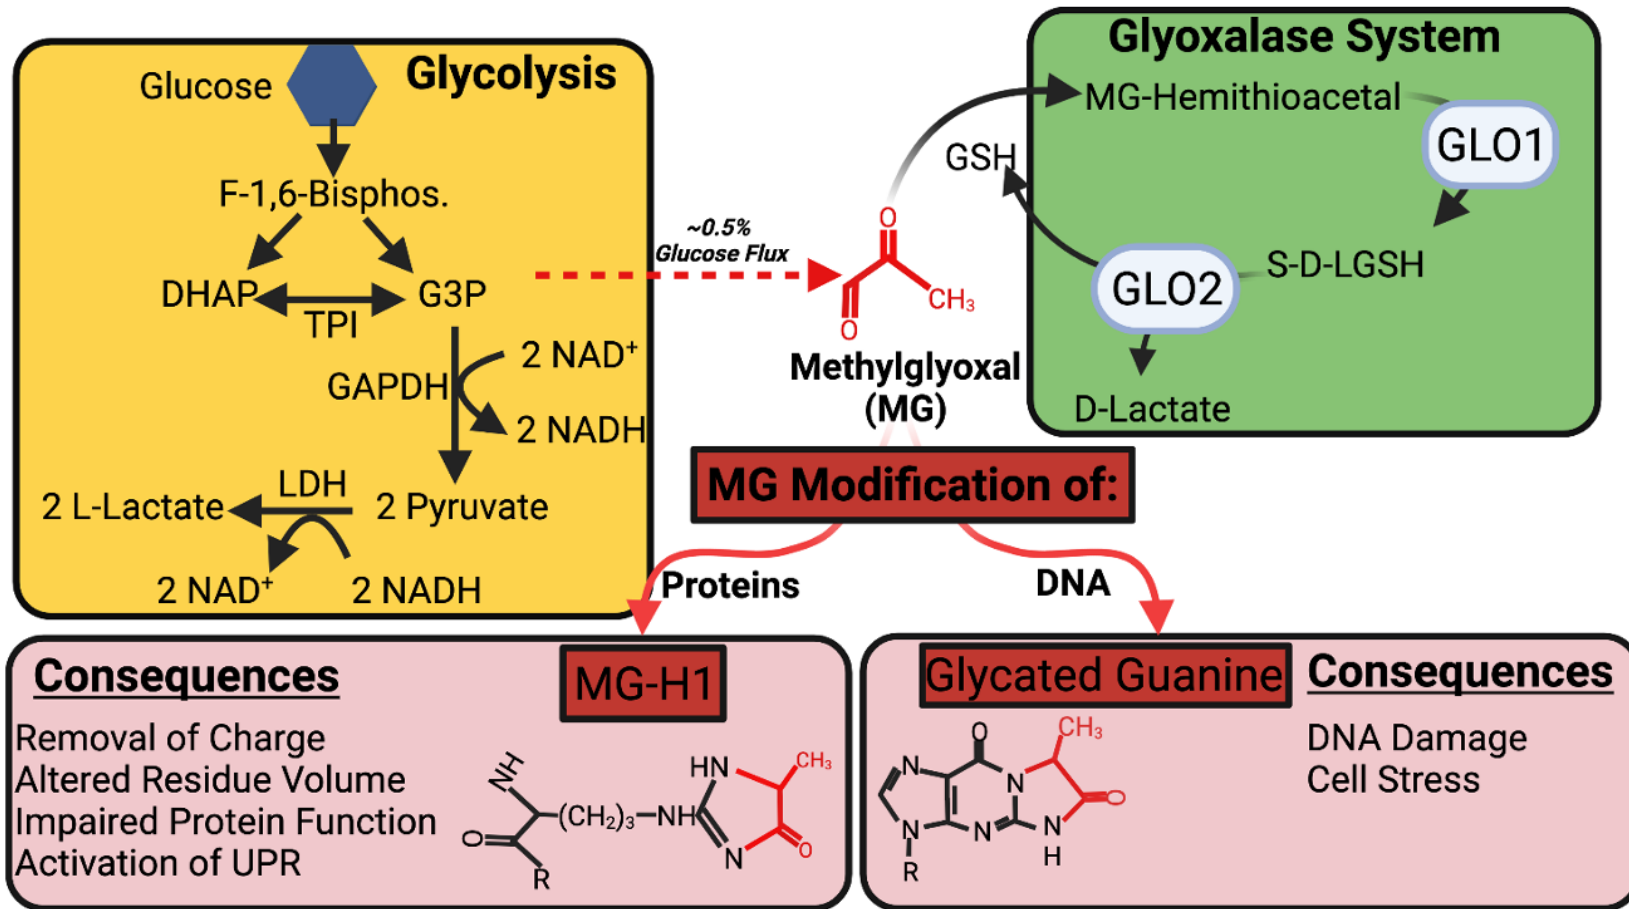 Glycolysis
Glucose
F-1,6-Bisphos.
DHAP
TPI
G3P
GAPDH
2 NAD⁺
2 NADH
LDH
2 L-Lactate
2 Pyruvate
2 NAD⁺
2 NADH
~0.5%
Glucose Flux
O
O
CH₃
Methylglyoxal
(MG)
Glyoxalase System
MG-Hemithioacetal
GLO1
GSH
S-D-LGSH
GLO2
D-Lactate
MG Modification of:
Proteins
DNA
Consequences
MG-H1
Removal of Charge
Altered Residue Volume
Impaired Protein Function
Activation of UPR
NH
O
R
(CH₂)₃
NH
HN
N
CH₃
O
Glycated Guanine
Consequences
DNA Damage
Cell Stress
O
CH₃
N
N
O
N
N
N
H
R